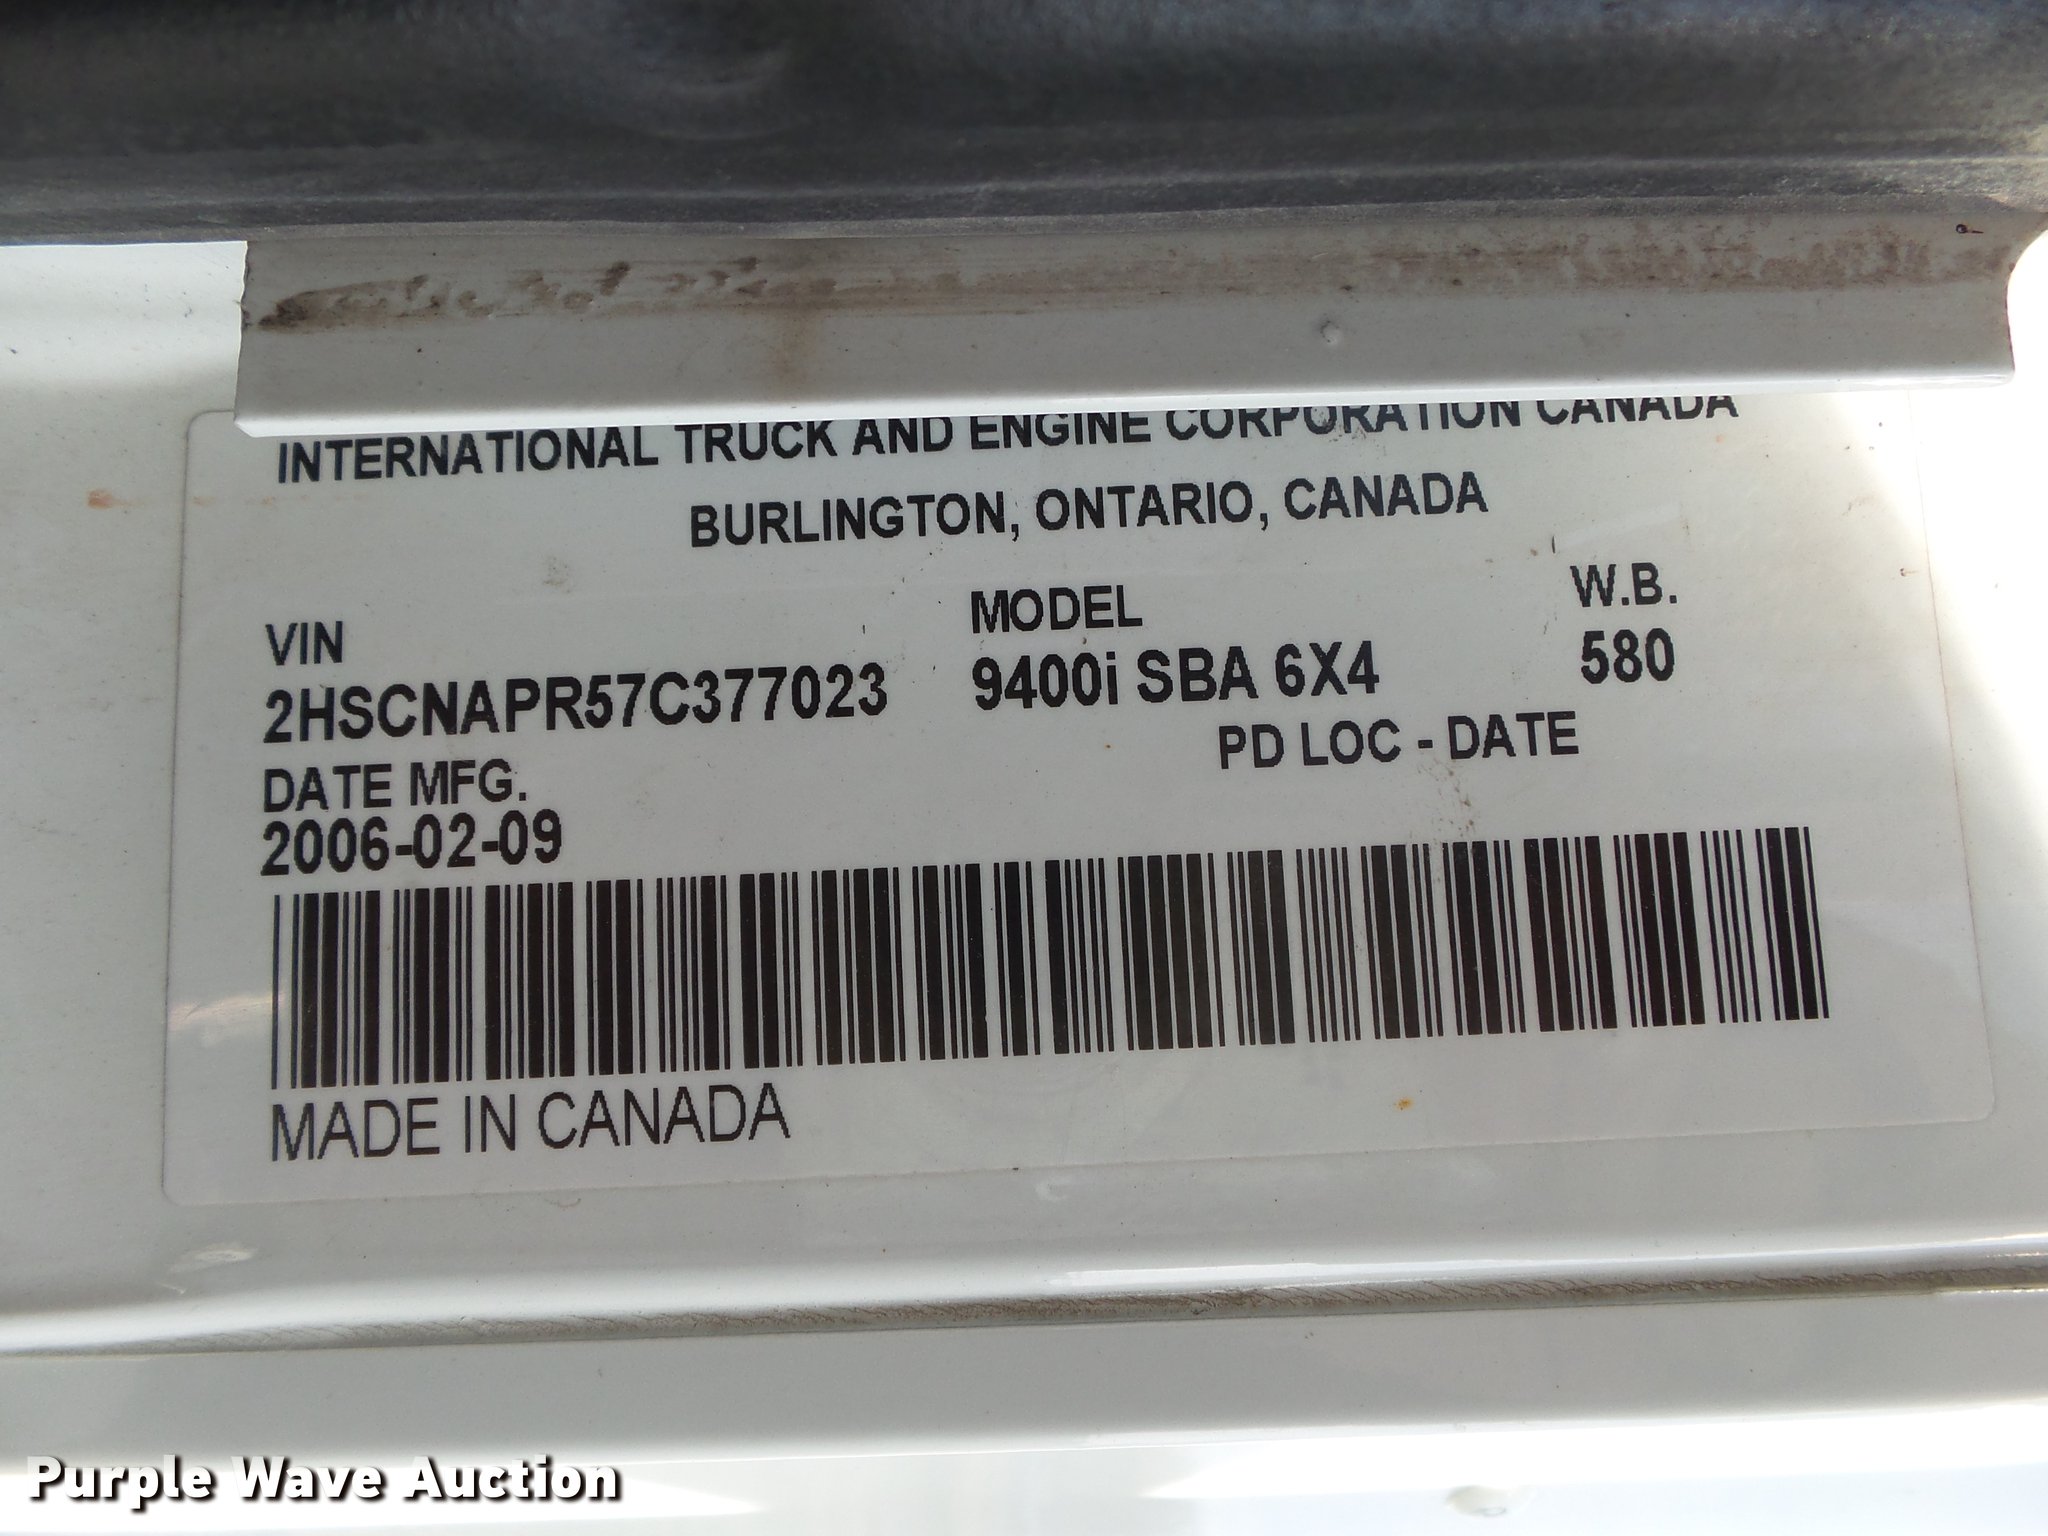 INTERNATIONAL TRUCK AND ENGINE CORPORATION CANADA
BURLINGTON, ONTARIO, CANADA
VIN MODEL W.B.
2HSCNAPR57C377023 9400i SBA 6X4 580
DATE MFG. PD LOC - DATE
2006-02-09
MADE IN CANADA
Purple Wave Auction